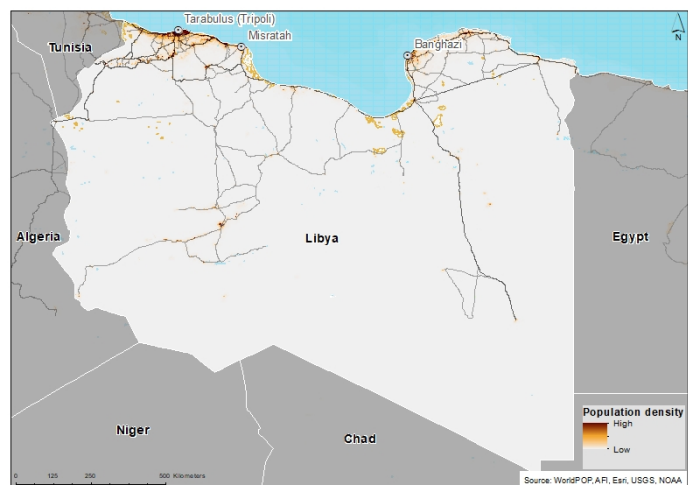 Tarabulus (Tripoli)
Misratah
Banghazi
Tunisia
N
Algeria
Libya
Egypt
Niger
Chad
Population density
High
Low
0 125 250 500 Kilometers
Source: WorldPOP, AFI, Esri, USGS, NOAA